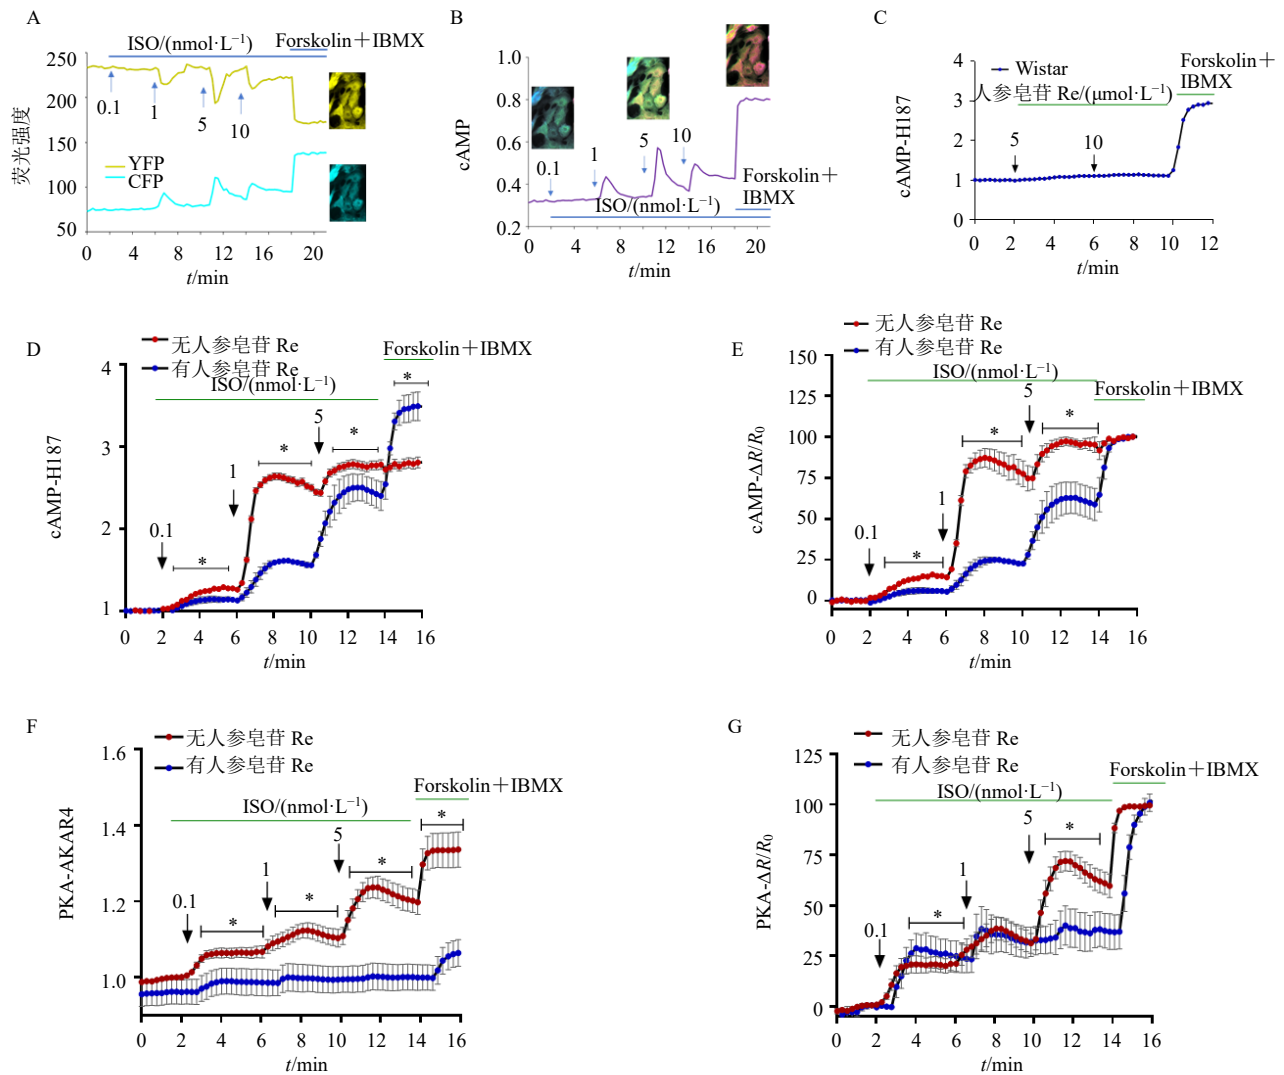 A
ISO/(nmol·L⁻¹)
Forskolin＋IBMX
250
200
150
100
50
荧光强度
0.1
1
5
10
YFP
CFP
0 4 8 12 16 20
t/min
B
1.0
0.8
0.6
0.4
0.2
cAMP
0.1
1
5
10
Forskolin＋
IBMX
ISO/(nmol·L⁻¹)
0 4 8 12 16 20
t/min
C
Forskolin＋
IBMX
Wistar
人参皂苷 Re/(μmol·L⁻¹)
4
3
2
1
0
cAMP-H187
5
10
0 2 4 6 8 10 12
t/min
D
无人参皂苷 Re
有人参皂苷 Re
Forskolin＋IBMX
ISO/(nmol·L⁻¹)
4
3
2
1
cAMP-H187
0.1
1
5
*
*
*
*
0 2 4 6 8 10 12 14 16
t/min
E
无人参皂苷 Re
有人参皂苷 Re
ISO/(nmol·L⁻¹)
Forskolin＋IBMX
150
125
100
75
50
25
0
cAMP-ΔR/R₀
0.1
1
5
*
*
*
0 2 4 6 8 10 12 14 16
t/min
F
无人参皂苷 Re
有人参皂苷 Re
Forskolin＋IBMX
ISO/(nmol·L⁻¹)
1.6
1.4
1.2
1.0
PKA-AKAR4
0.1
1
5
*
*
*
*
0 2 4 6 8 10 12 14 16
t/min
G
无人参皂苷 Re
有人参皂苷 Re
Forskolin＋IBMX
ISO/(nmol·L⁻¹)
125
100
75
50
25
0
PKA-ΔR/R₀
0.1
1
5
*
*
0 2 4 6 8 10 12 14 16
t/min